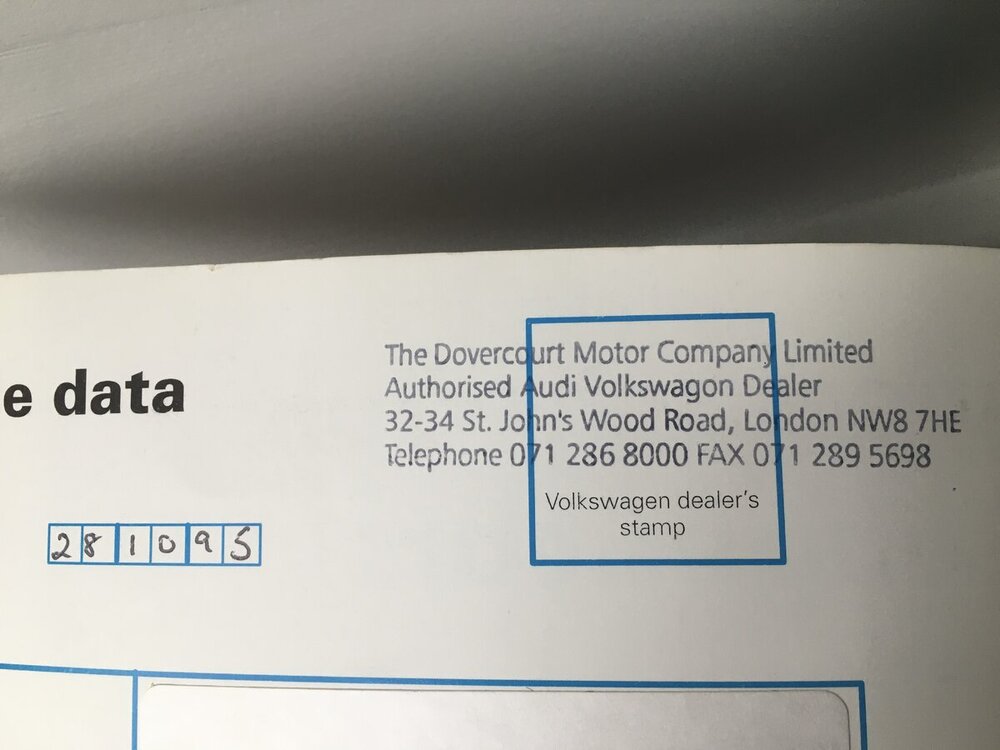 The Dovercourt Motor Company Limited
Authorised Audi Volkswagon Dealer
32-34 St. John's Wood Road, London NW8 7HE
Telephone 071 286 8000 FAX 071 289 5698
e data
Volkswagen dealer's
stamp
281095